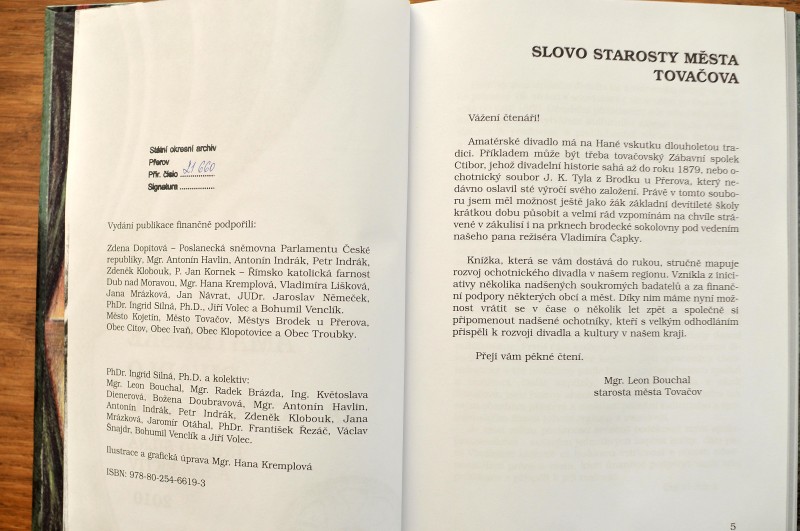 Státní okresní archiv
Přerov
Přír. číslo 21 660
Signatura
Vydání publikace finančně podpořili:
Zdena Dopitová – Poslanecká sněmovna Parlamentu České
republiky, Mgr. Antonín Havlin, Antonín Indrák, Petr Indrák,
Zdeněk Klobouk, P. Jan Kornek – Římsko katolická farnost
Dub nad Moravou, Mgr. Hana Kremplová, Vladimíra Lišková,
Jana Mrázková, Jan Návrat, JUDr. Jaroslav Němeček,
PhDr. Ingrid Silná, Ph.D., Jiří Volec a Bohumil Venclík.
Město Kojetín, Město Tovačov, Městys Brodek u Přerova,
Obec Citov, Obec Ivaň, Obec Klopotovice a Obec Troubky.
PhDr. Ingrid Silná, Ph.D. a kolektiv:
Mgr. Leon Bouchal, Mgr. Radek Brázda, Ing. Květoslava
Dienerová, Božena Doubravová, Mgr. Antonín Havlin,
Antonín Indrák, Petr Indrák, Zdeněk Klobouk, Jana
Mrázková, Jaromír Otáhal, PhDr. František Řezáč, Václav
Šnajdr, Bohumil Venclík a Jiří Volec.
Ilustrace a grafická úprava Mgr. Hana Kremplová
ISBN: 978-80-254-6619-3
SLOVO STAROSTY MĚSTA
TOVAČOVA
Vážení čtenáři!
Amatérské divadlo má na Hané vskutku dlouholetou tra-
dici. Příkladem může být třeba tovačovský Zábavní spolek
Ctibor, jehož divadelní historie sahá až do roku 1879, nebo o-
chotnický soubor J. K. Tyla z Brodku u Přerova, který ne-
dávno oslavil sté výročí svého založení. Právě v tomto soubo-
ru jsem měl možnost ještě jako žák základní devítileté školy
krátkou dobu působit a velmi rád vzpomínám na chvíle strá-
vené v zákulisí i na prknech brodecké sokolovny pod vedením
našeho pana režiséra Vladimíra Čapky.
Knížka, která se vám dostává do rukou, stručně mapuje
rozvoj ochotnického divadla v našem regionu. Vznikla z inici-
ativy několika nadšených soukromých badatelů a za finanč-
ní podpory některých obcí a měst. Díky nim máme nyní mož-
nost vrátit se v čase o několik let zpět a společně si
připomenout nadšené ochotníky, kteří s velkým odhodláním
přispěli k rozvoji divadla a kultury v našem kraji.
Přeji vám pěkné čtení.
Mgr. Leon Bouchal
starosta města Tovačov
5